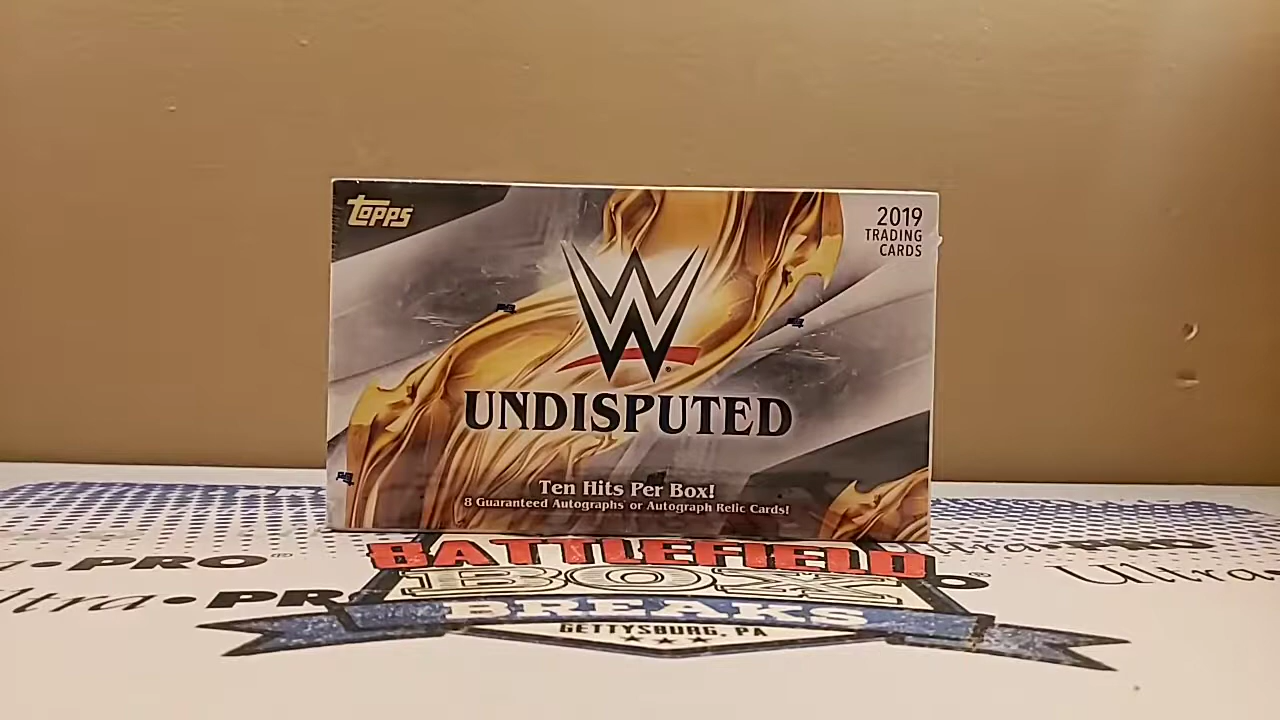 Topps
2019
TRADING
CARDS
W
UNDISPUTED
Ten Hits Per Box!
8 Guaranteed Autographs or Autograph Relic Cards!
BATTLEFIELD
BOX
BREAKS
GETTYSBURG, PA
PRO®
Ultra•PRO
Ultra•PRO
Ultra